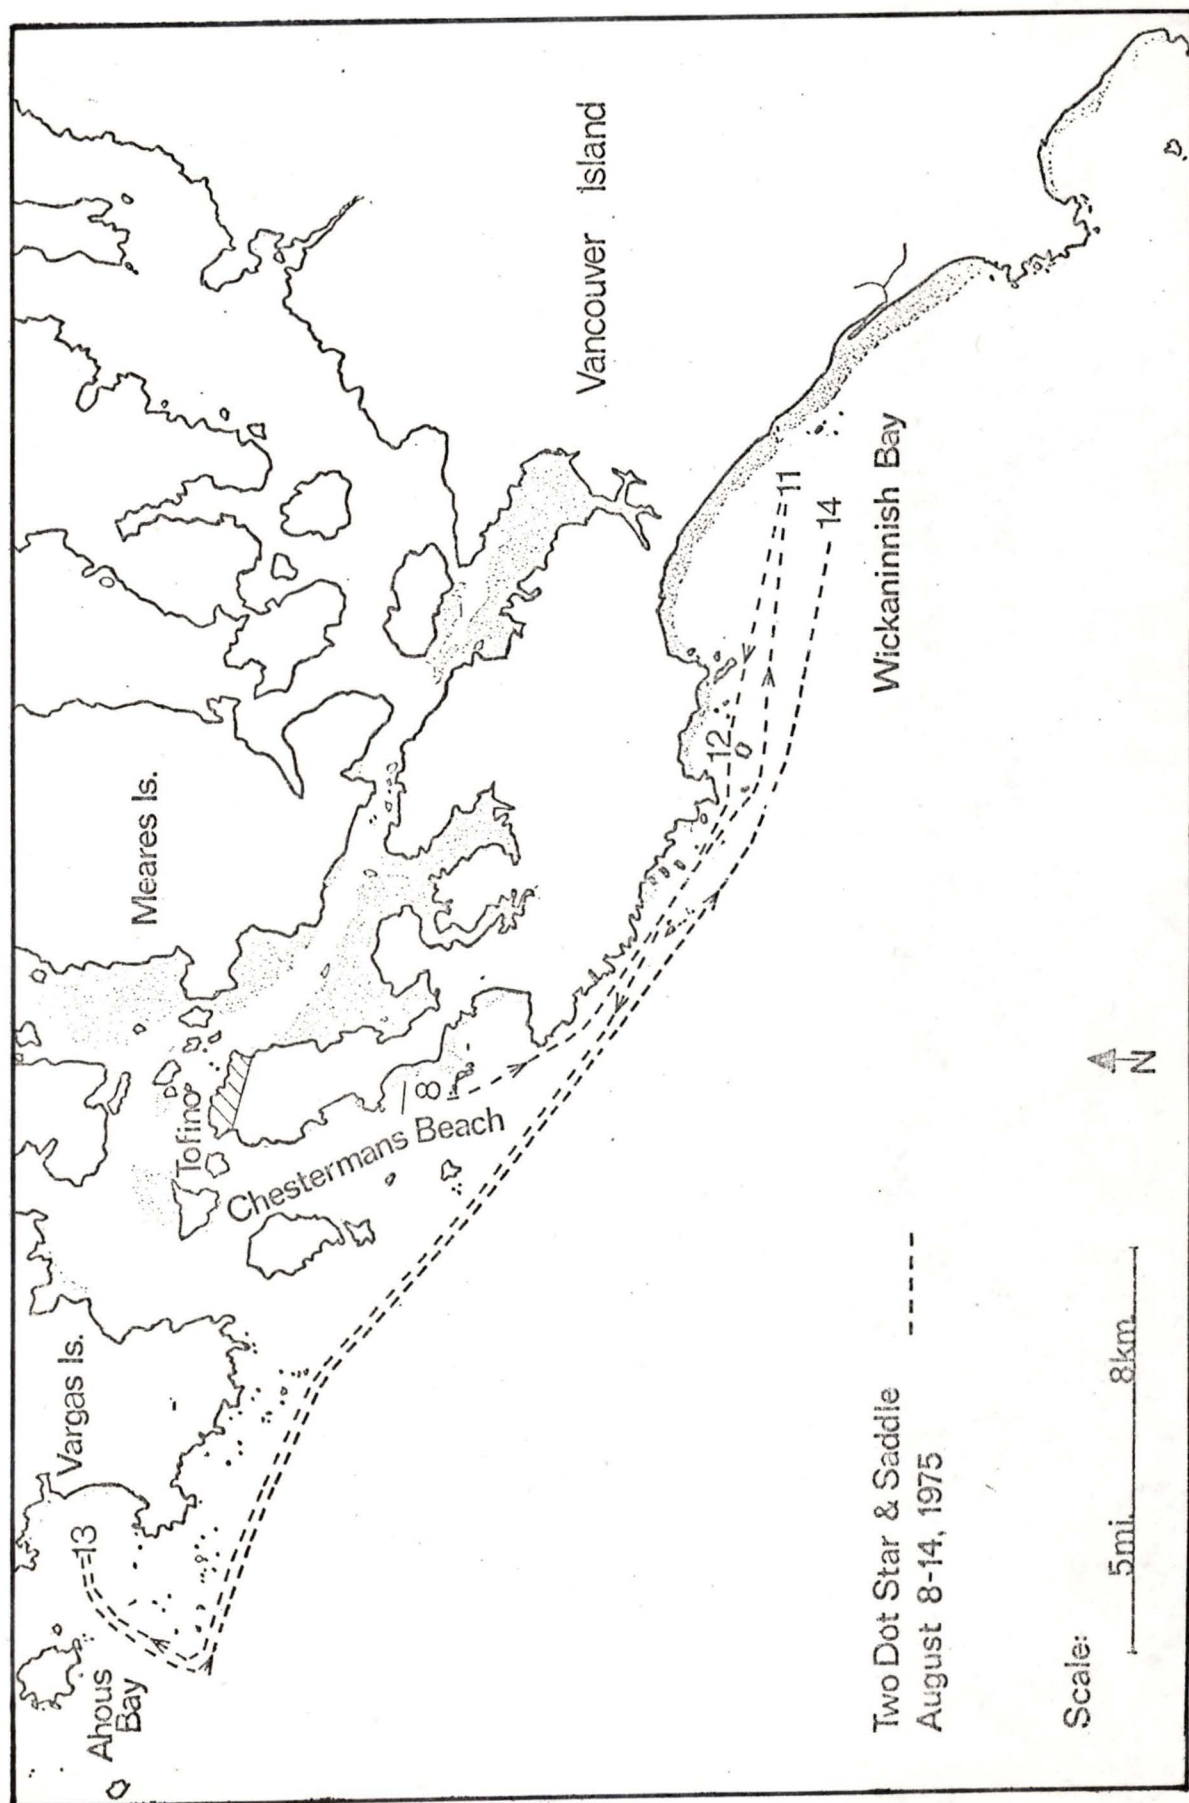 Ahous
Bay
Vargas Is.
Meares Is.
Tofino
Chestermans Beach
Vancouver Island
Wickaninnish Bay
8
11
12
13
14
Two Dot Star & Saddle
August 8-14, 1975
Scale:
5mi.
8km.
N